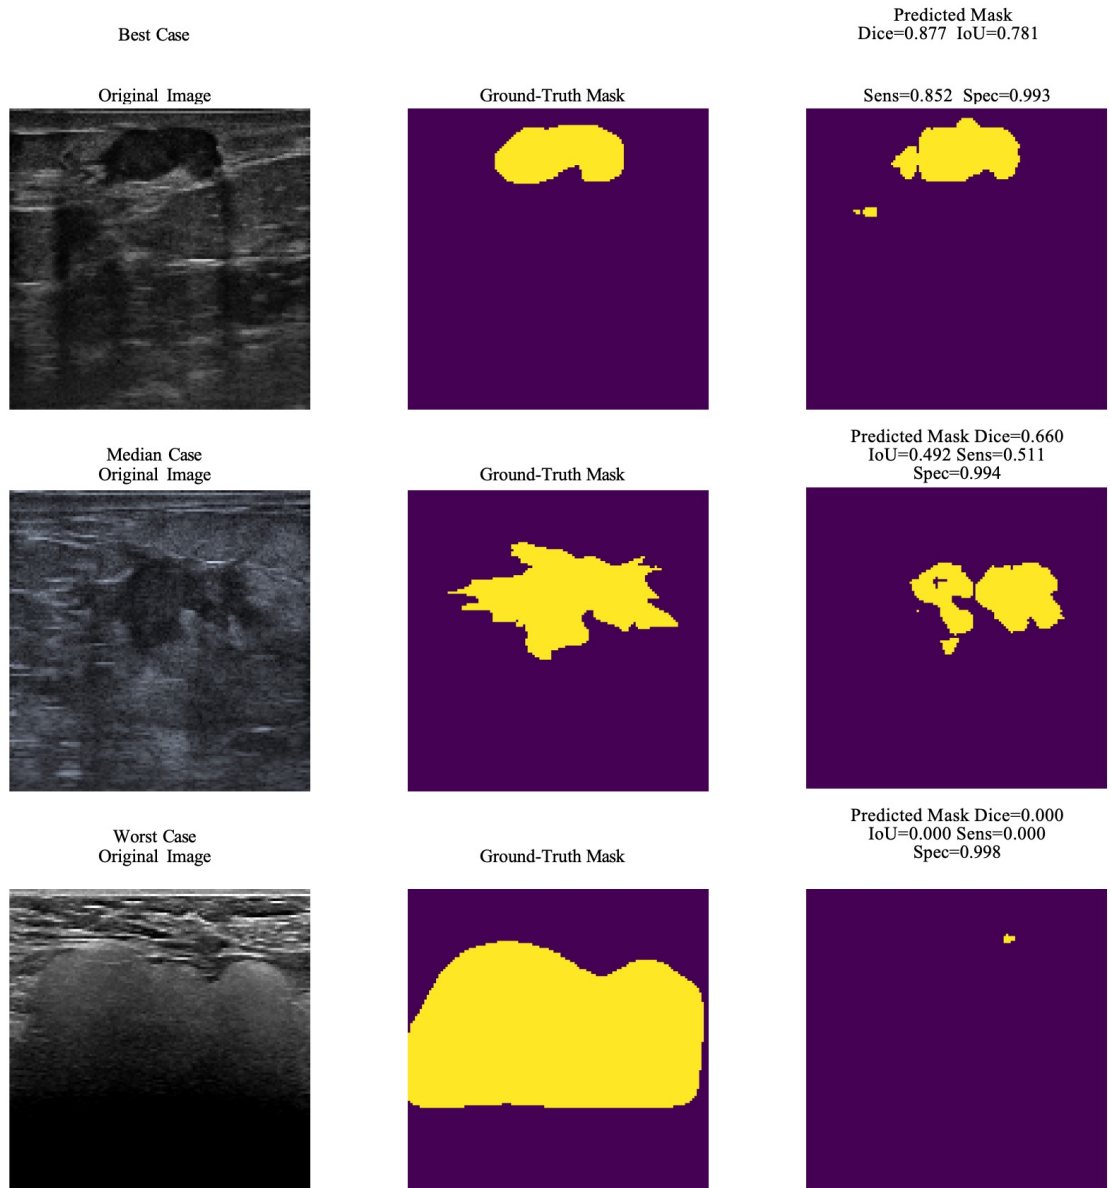 Best Case
Predicted Mask
Dice=0.877 IoU=0.781
Original Image
Ground-Truth Mask
Sens=0.852 Spec=0.993
Median Case
Original Image
Ground-Truth Mask
Predicted Mask Dice=0.660
IoU=0.492 Sens=0.511
Spec=0.994
Worst Case
Original Image
Ground-Truth Mask
Predicted Mask Dice=0.000
IoU=0.000 Sens=0.000
Spec=0.998